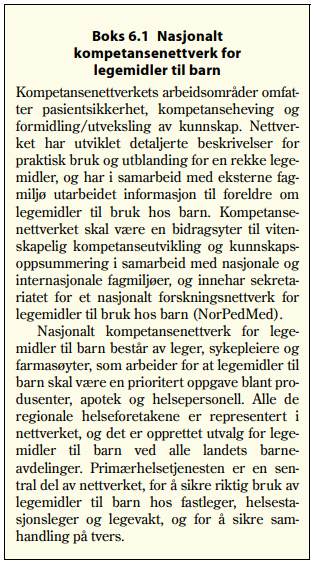 Boks 6.1 Nasjonalt
kompetansenettverk for
legemidler til barn
Kompetansenettverkets arbeidsområder omfat-
ter pasientsikkerhet, kompetanseheving og
formidling/utveksling av kunnskap. Nettver-
ket har utviklet detaljerte beskrivelser for
praktisk bruk og utblanding for en rekke lege-
midler, og har i samarbeid med eksterne fag-
miljø utarbeidet informasjon til foreldre om
legemidler til bruk hos barn. Kompetanse-
nettverket skal være en bidragsyter til viten-
skapelig kompetanseutvikling og kunnskaps-
oppsummering i samarbeid med nasjonale og
internasjonale fagmiljøer, og innehar sekreta-
riatet for et nasjonalt forskningsnettverk for
legemidler til bruk hos barn (NorPedMed).
Nasjonalt kompetansenettverk for lege-
midler til barn består av leger, sykepleiere og
farmasøyter, som arbeider for at legemidler til
barn skal være en prioritert oppgave blant pro-
dusenter, apotek og helsepersonell. Alle de
regionale helseforetakene er representert i
nettverket, og det er opprettet utvalg for lege-
midler til barn ved alle landets barne-
avdelinger. Primærhelsetjenesten er en sen-
tral del av nettverket, for å sikre riktig bruk av
legemidler til barn hos fastleger, helsesta-
sjonsleger og legevakt, og for å sikre sam-
handling på tvers.